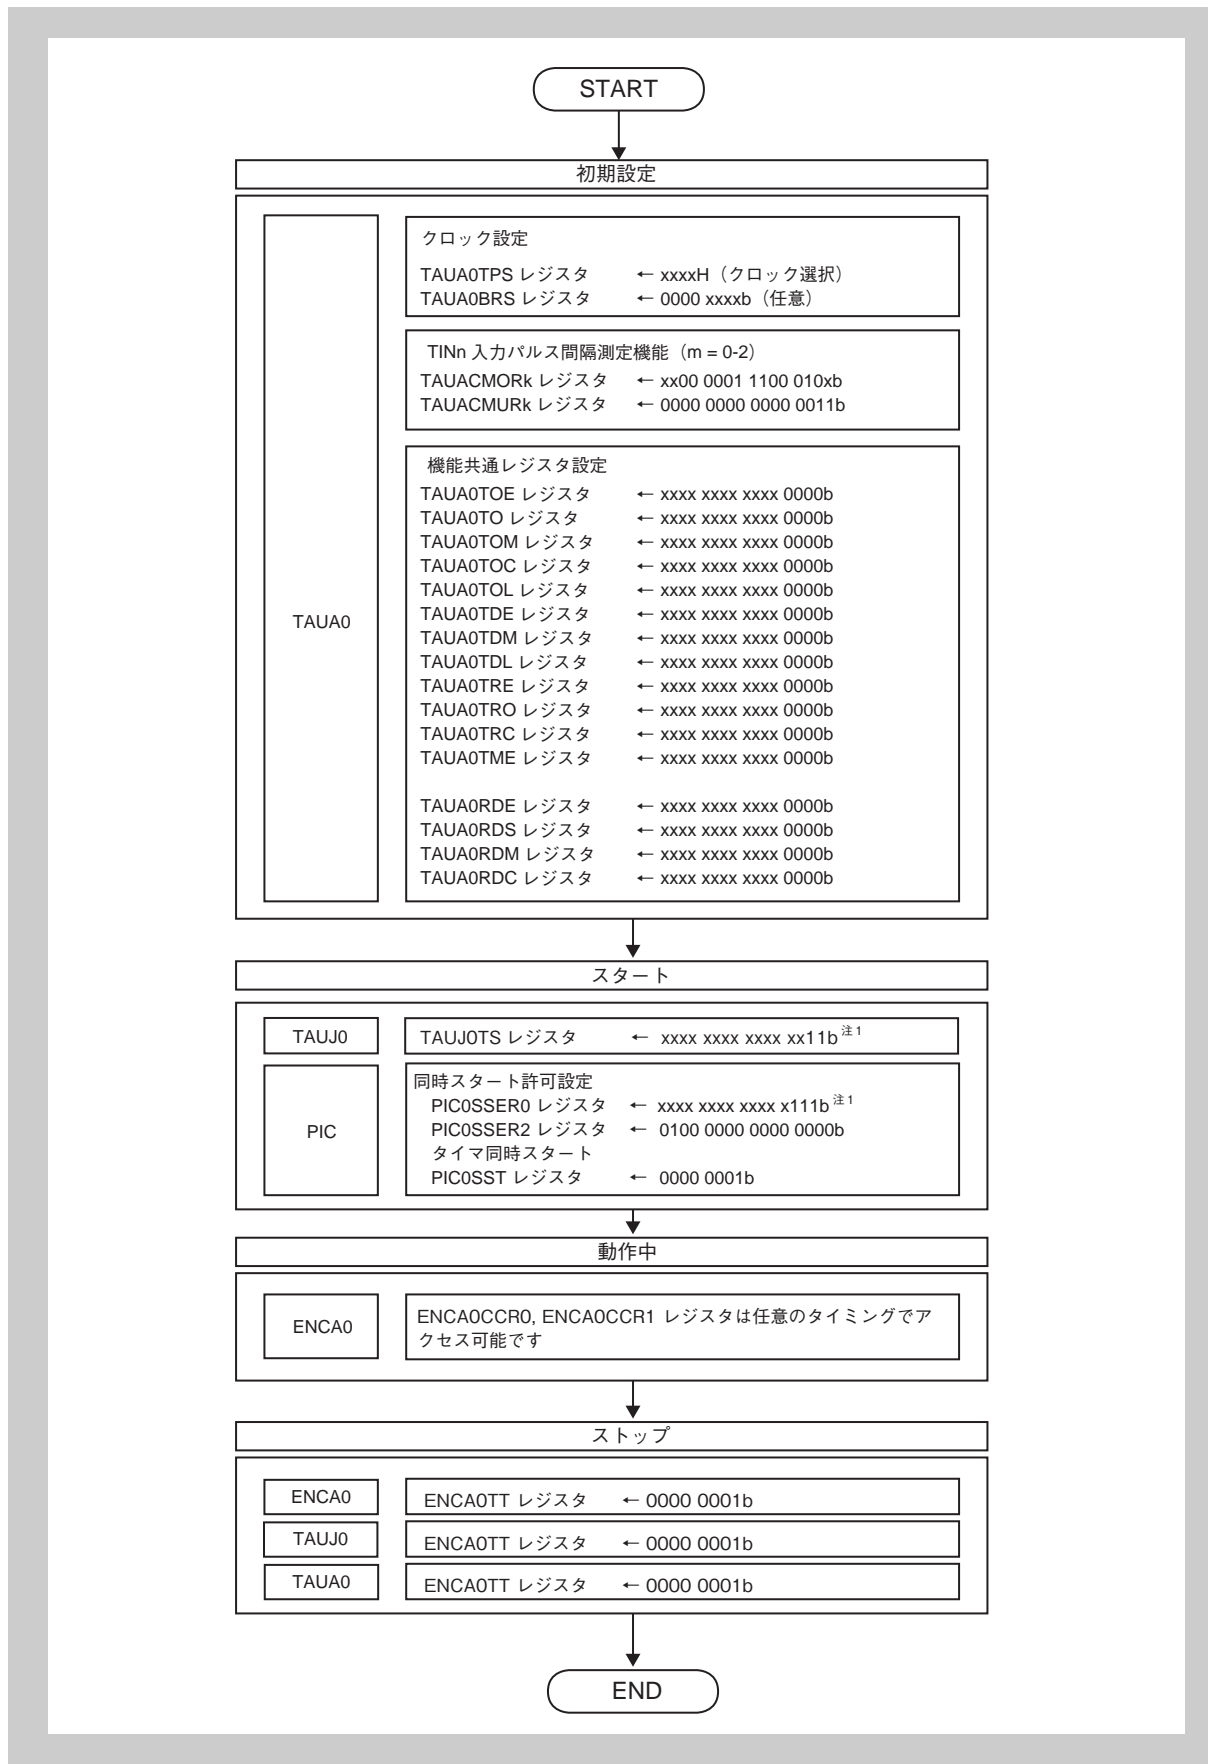 START
初期設定
TAUA0
クロック設定
TAUA0TPS レジスタ ← xxxxH（クロック選択）
TAUA0BRS レジスタ ← 0000 xxxxb（任意）
TINn 入力パルス間隔測定機能（m = 0-2）
TAUACMORk レジスタ ← xx00 0001 1100 010xb
TAUACMURk レジスタ ← 0000 0000 0000 0011b
機能共通レジスタ設定
TAUA0TOE レジスタ ← xxxx xxxx xxxx 0000b
TAUA0TO レジスタ ← xxxx xxxx xxxx 0000b
TAUA0TOM レジスタ ← xxxx xxxx xxxx 0000b
TAUA0TOC レジスタ ← xxxx xxxx xxxx 0000b
TAUA0TOL レジスタ ← xxxx xxxx xxxx 0000b
TAUA0TDE レジスタ ← xxxx xxxx xxxx 0000b
TAUA0TDM レジスタ ← xxxx xxxx xxxx 0000b
TAUA0TDL レジスタ ← xxxx xxxx xxxx 0000b
TAUA0TRE レジスタ ← xxxx xxxx xxxx 0000b
TAUA0TRO レジスタ ← xxxx xxxx xxxx 0000b
TAUA0TRC レジスタ ← xxxx xxxx xxxx 0000b
TAUA0TME レジスタ ← xxxx xxxx xxxx 0000b
TAUA0RDE レジスタ ← xxxx xxxx xxxx 0000b
TAUA0RDS レジスタ ← xxxx xxxx xxxx 0000b
TAUA0RDM レジスタ ← xxxx xxxx xxxx 0000b
TAUA0RDC レジスタ ← xxxx xxxx xxxx 0000b
スタート
TAUJ0
TAUJ0TS レジスタ ← xxxx xxxx xxxx xx11b 注1
PIC
同時スタート許可設定
PIC0SSER0 レジスタ ← xxxx xxxx xxxx x111b 注1
PIC0SSER2 レジスタ ← 0100 0000 0000 0000b
タイマ同時スタート
PIC0SST レジスタ ← 0000 0001b
動作中
ENCA0
ENCA0CCR0, ENCA0CCR1 レジスタは任意のタイミングでア
クセス可能です
ストップ
ENCA0
ENCA0TT レジスタ ← 0000 0001b
TAUJ0
ENCA0TT レジスタ ← 0000 0001b
TAUA0
ENCA0TT レジスタ ← 0000 0001b
END